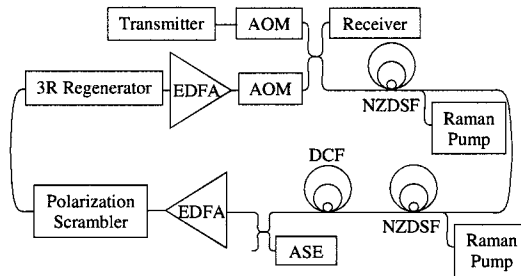 Transmitter
AOM
Receiver
3R Regenerator
EDFA
AOM
NZDSF
Raman
Pump
DCF
Polarization
Scrambler
EDFA
ASE
NZDSF
Raman
Pump